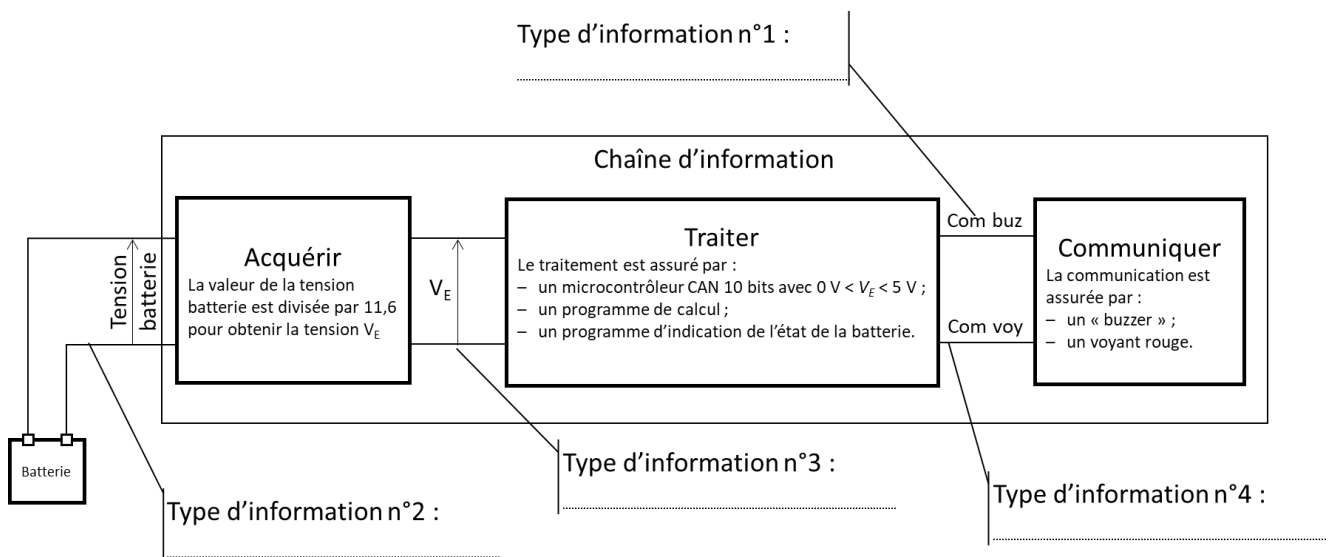 Type d’information n°1 :
Chaîne d’information
Tension
batterie
Acquérir
La valeur de la tension
batterie est divisée par 11,6
pour obtenir la tension VE
VE
Traiter
Le traitement est assuré par :
– un microcontrôleur CAN 10 bits avec 0 V < VE < 5 V ;
– un programme de calcul ;
– un programme d’indication de l’état de la batterie.
Com buz
Com voy
Communiquer
La communication est
assurée par :
– un « buzzer » ;
– un voyant rouge.
Batterie
Type d’information n°2 :
Type d’information n°3 :
Type d’information n°4 :